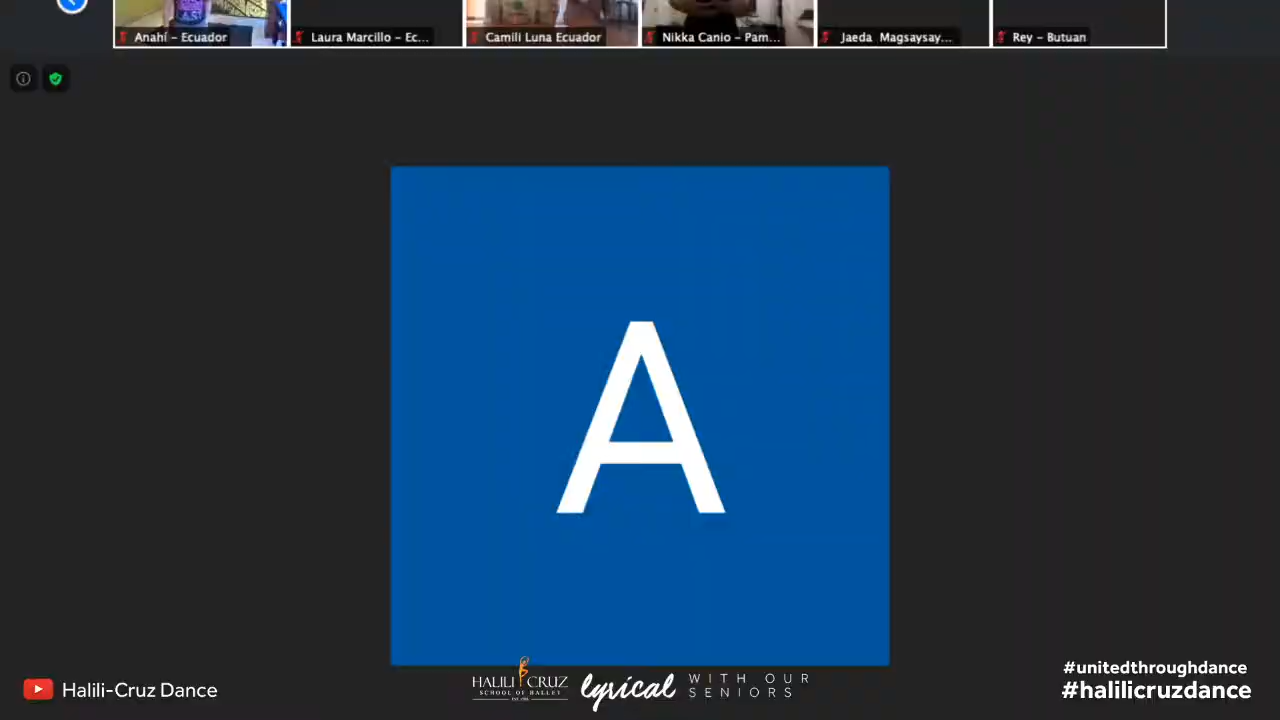 Anahí – Ecuador
Laura Marcillo – Ec...
Camili Luna Ecuador
Nikka Canio – Pam...
Jaeda Magsaysay...
Rey – Butuan
A
Halili-Cruz Dance
HALILI CRUZ
SCHOOL OF BALLET
lyrical
WITH OUR
SENIORS
#unitedthroughdance
#halilicruzdance